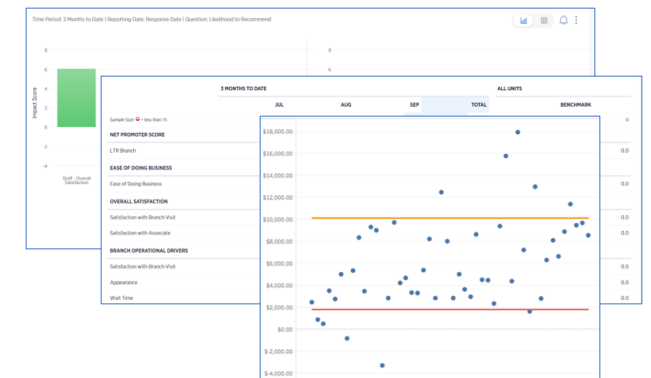 Time Period: 3 Months to Date | Reporting Date: Response Date | Question: Likelihood to Recommend
8
6
4
2
0
-2
-4
Impact Score
Staff - Overall
Satisfaction
8
6
3 MONTHS TO DATE
ALL UNITS
JUL
AUG
SEP
TOTAL
BENCHMARK
Sample Size = less than 75
0
NET PROMOTER SCORE
LTR Branch
0.0
EASE OF DOING BUSINESS
Ease of Doing Business
0.0
OVERALL SATISFACTION
Satisfaction with Branch Visit
0.0
Satisfaction with Associate
0.0
BRANCH OPERATIONAL DRIVERS
Satisfaction with Branch Visit
0.0
Appearance
0.0
Wait Time
0.0
$18,000.00
$16,000.00
$14,000.00
$12,000.00
$10,000.00
$8,000.00
$6,000.00
$4,000.00
$2,000.00
$0.00
$-2,000.00
$-4,000.00